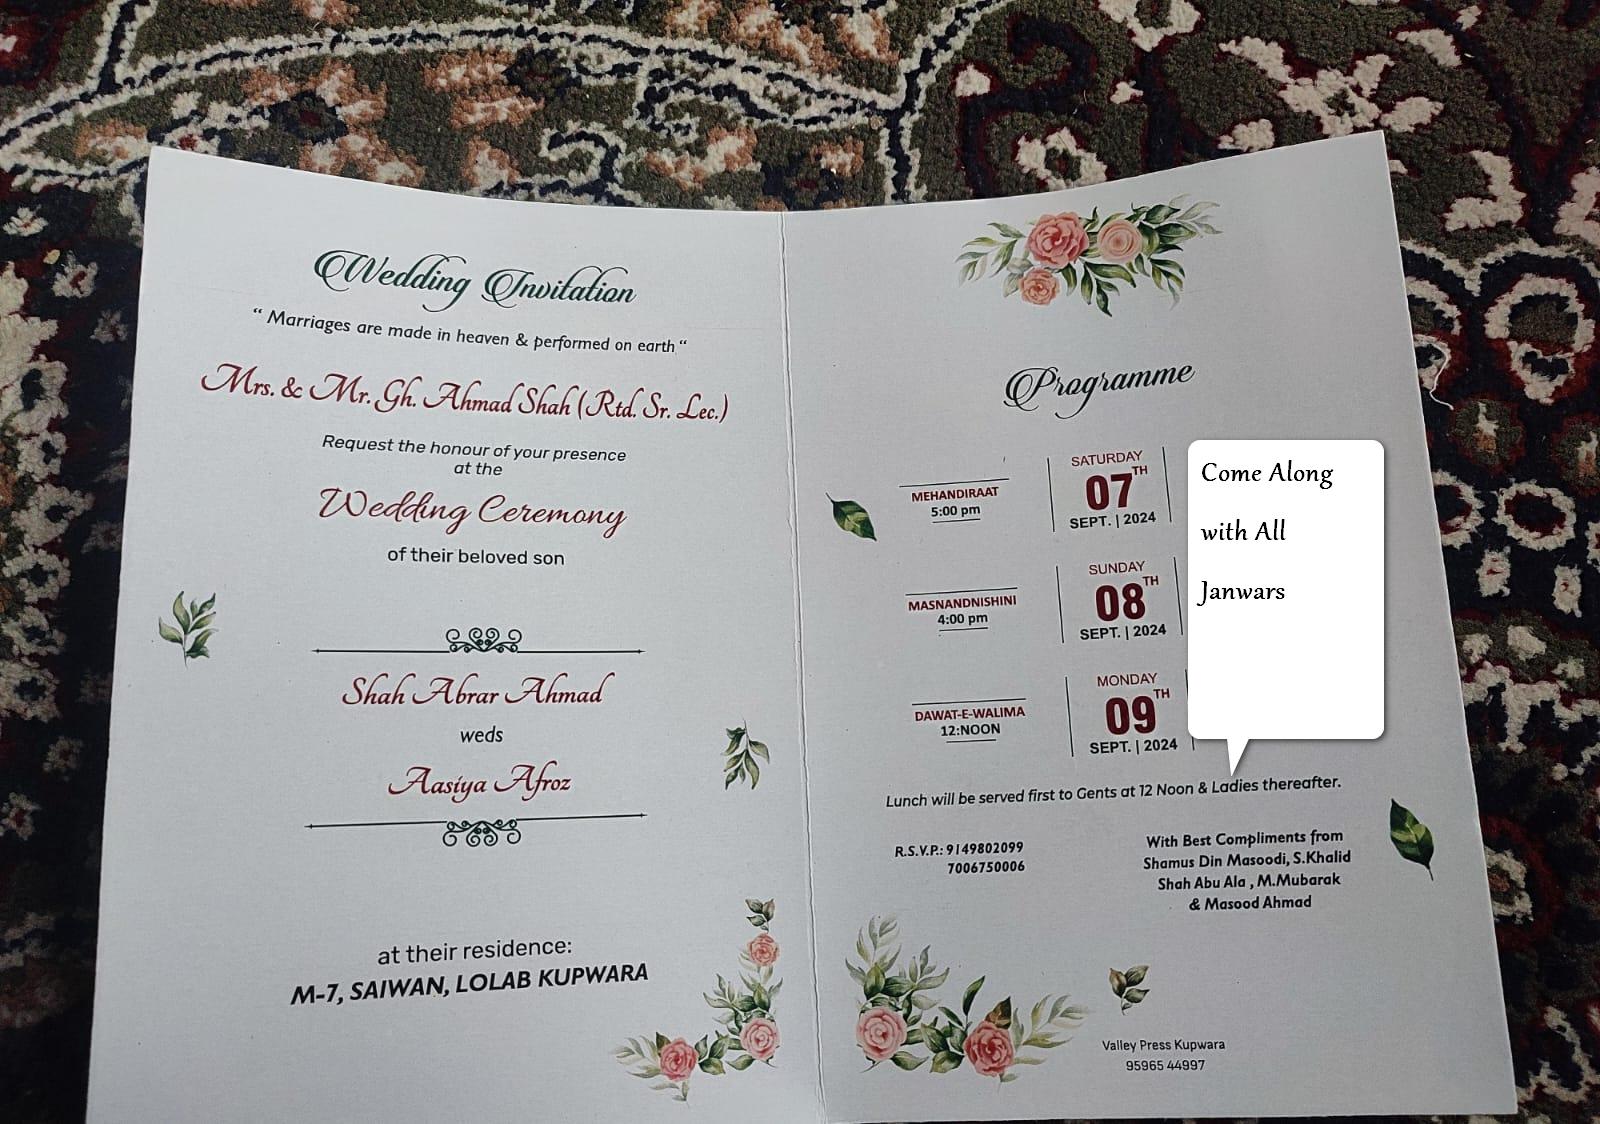 Wedding Invitation
“ Marriages are made in heaven & performed on earth “
Mrs. & Mr. Gh. Ahmad Shah (Rtd. Sr. Lec.)
Request the honour of your presence
at the
Wedding Ceremony
of their beloved son
Shah Abrar Ahmad
weds
Aasiya Afroz
at their residence:
M-7, SAIWAN, LOLAB KUPWARA
Programme
MEHANDIRAAT
5:00 pm
SATURDAY
07TH
SEPT. | 2024
MASNANDNISHINI
4:00 pm
SUNDAY
08TH
SEPT. | 2024
DAWAT-E-WALIMA
12:NOON
MONDAY
09TH
SEPT. | 2024
Come Along
with All
Janwars
Lunch will be served first to Gents at 12 Noon & Ladies thereafter.
R.S.V.P.: 9149802099
7006750006
With Best Compliments from
Shamus Din Masoodi, S.Khalid
Shah Abu Ala , M.Mubarak
& Masood Ahmad
Valley Press Kupwara
95965 44997